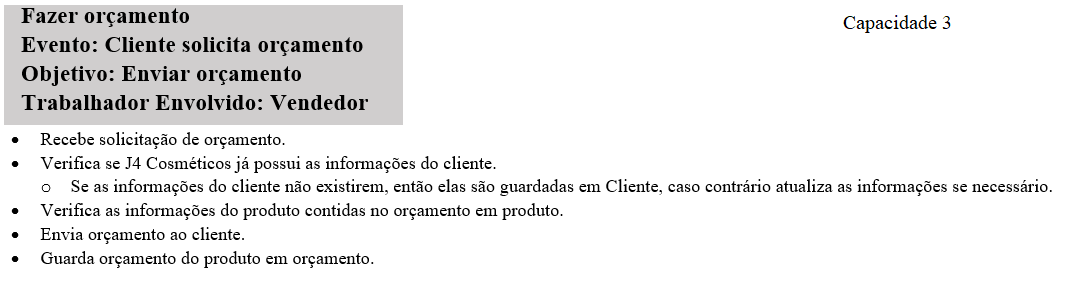 Fazer orçamento
Capacidade 3
Evento: Cliente solicita orçamento
Objetivo: Enviar orçamento
Trabalhador Envolvido: Vendedor
• Recebe solicitação de orçamento.
• Verifica se J4 Cosméticos já possui as informações do cliente.
o Se as informações do cliente não existirem, então elas são guardadas em Cliente, caso contrário atualiza as informações se necessário.
• Verifica as informações do produto contidas no orçamento em produto.
• Envia orçamento ao cliente.
• Guarda orçamento do produto em orçamento.